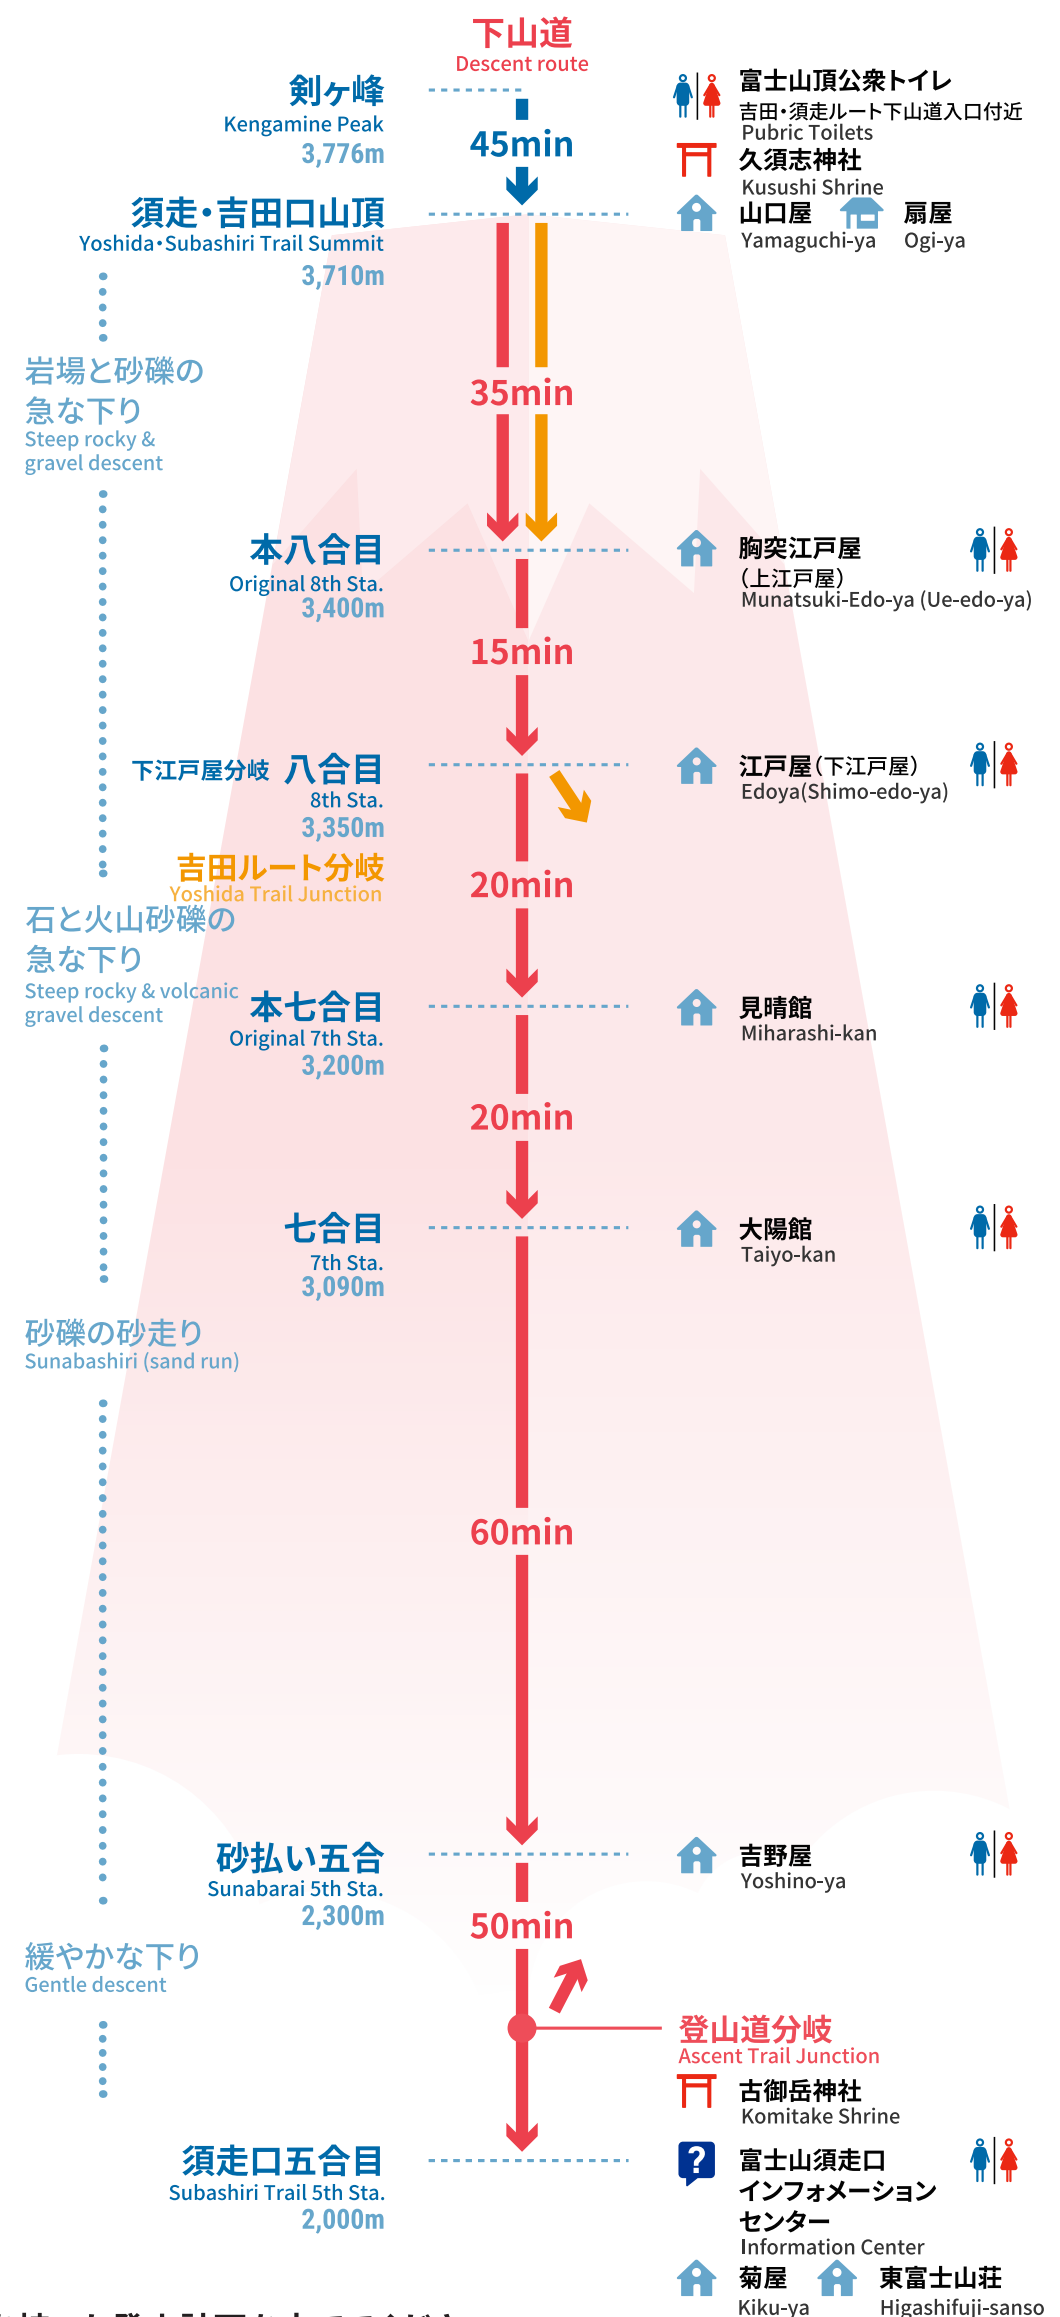 下山道
Descent route
剣ヶ峰
Kengamine Peak
3,776m
45min
富士山頂公衆トイレ
吉田・須走ルート下山道入口付近
Pubric Toilets
久須志神社
Kusushi Shrine
須走・吉田口山頂
Yoshida・Subashiri Trail Summit
3,710m
山口屋
Yamaguchi-ya
扇屋
Ogi-ya
岩場と砂礫の
急な下り
Steep rocky &
gravel descent
35min
本八合目
Original 8th Sta.
3,400m
胸突江戸屋
（上江戸屋）
Munatsuki-Edo-ya (Ue-edo-ya)
15min
下江戸屋分岐 八合目
8th Sta.
3,350m
江戸屋（下江戸屋）
Edoya(Shimo-edo-ya)
吉田ルート分岐
Yoshida Trail Junction
20min
石と火山砂礫の
急な下り
Steep rocky & volcanic
gravel descent
本七合目
Original 7th Sta.
3,200m
見晴館
Miharashi-kan
20min
七合目
7th Sta.
3,090m
大陽館
Taiyo-kan
砂礫の砂走り
Sunabashiri (sand run)
60min
砂払い五合
Sunabarai 5th Sta.
2,300m
吉野屋
Yoshino-ya
50min
緩やかな下り
Gentle descent
登山道分岐
Ascent Trail Junction
古御岳神社
Komitake Shrine
須走口五合目
Subashiri Trail 5th Sta.
2,000m
富士山須走口
インフォメーション
センター
Information Center
菊屋
Kiku-ya
東富士山荘
Higashifuji-sanso